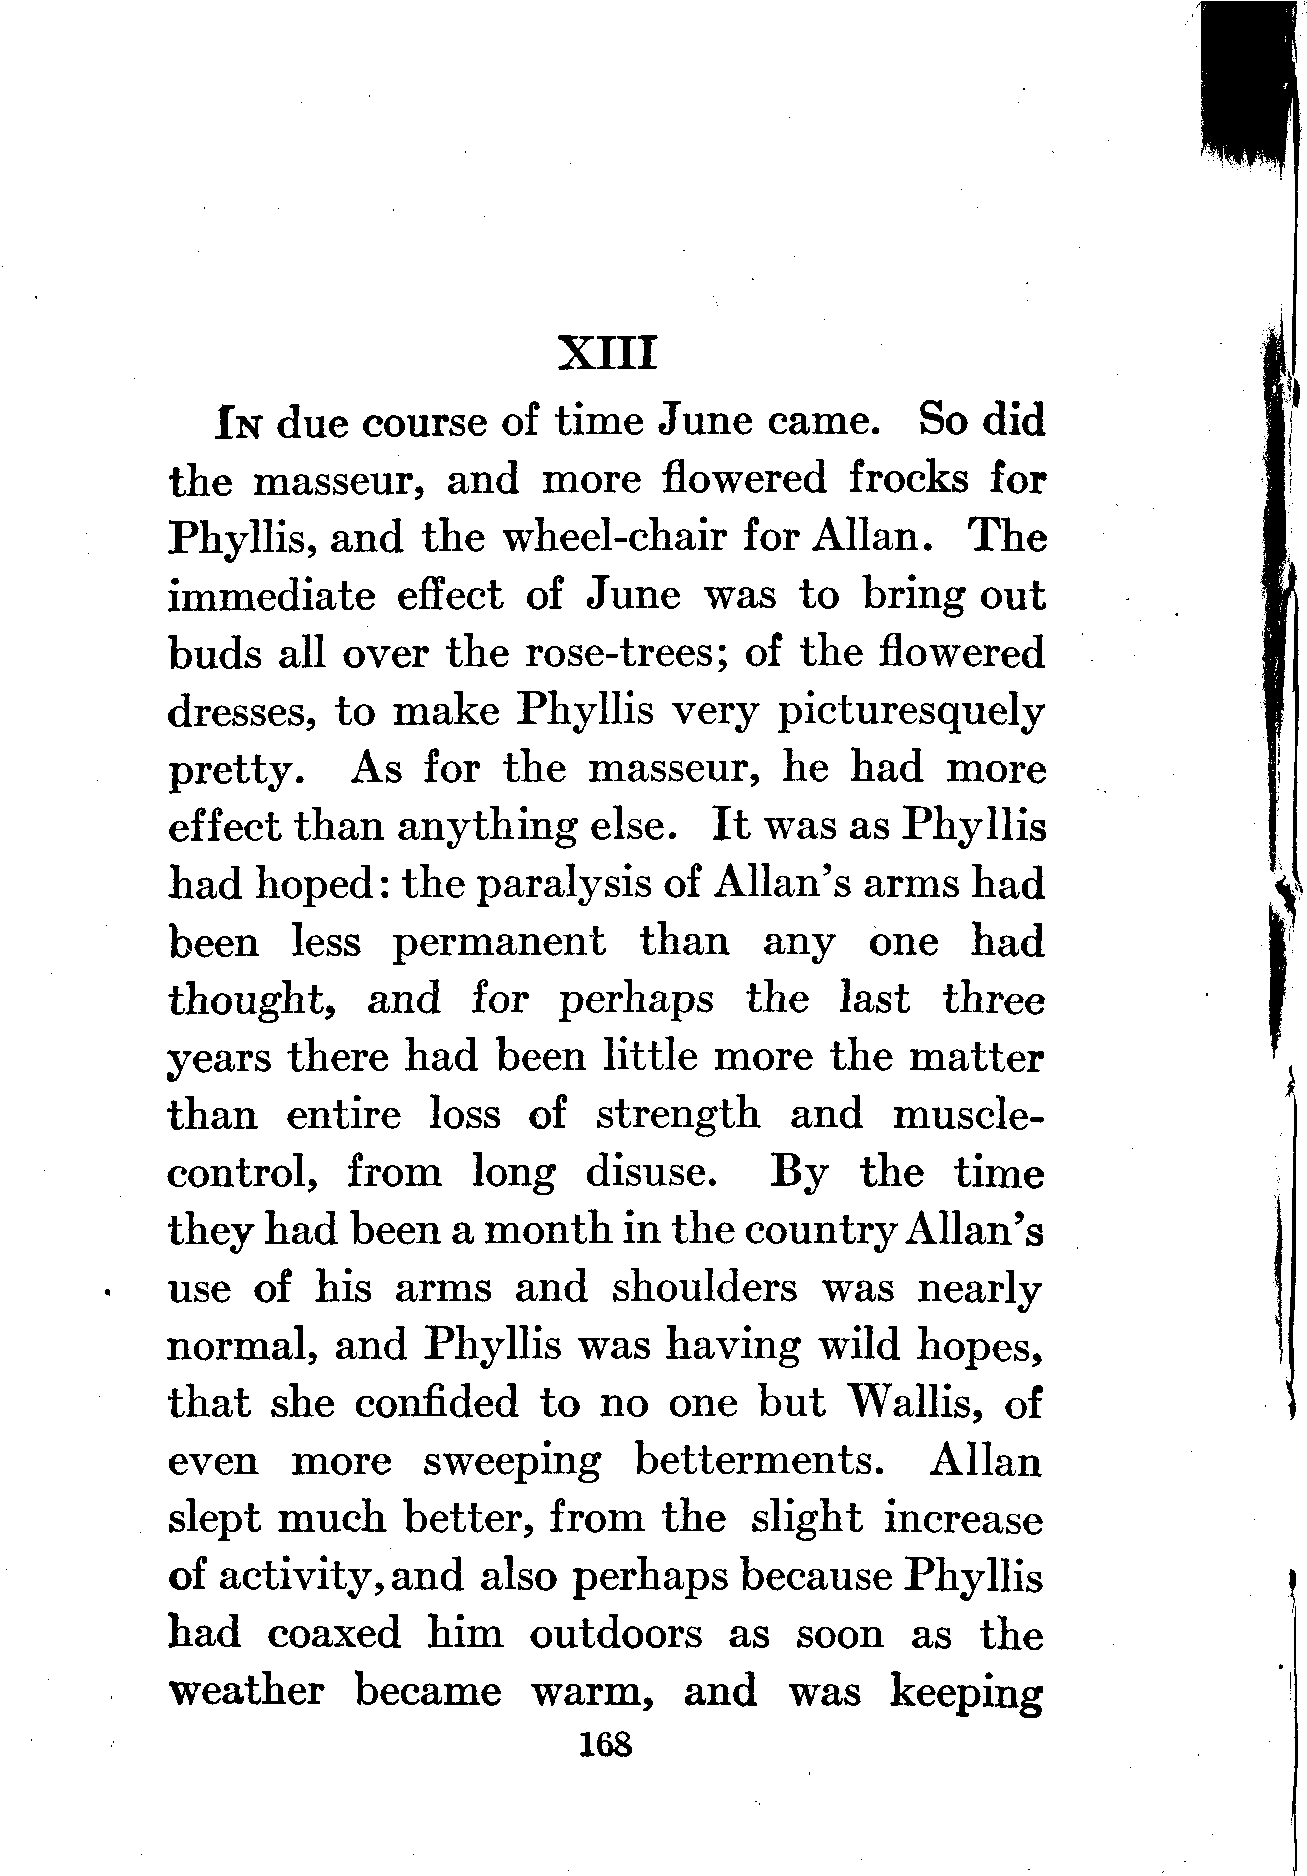 XIII
IN due course of time June came. So did
the masseur, and more flowered frocks for
Phyllis, and the wheel-chair for Allan. The
immediate effect of June was to bring out
buds all over the rose-trees; of the flowered
dresses, to make Phyllis very picturesquely
pretty. As for the masseur, he had more
effect than anything else. It was as Phyllis
had hoped: the paralysis of Allan's arms had
been less permanent than any one had
thought, and for perhaps the last three
years there had been little more the matter
than entire loss of strength and muscle-
control, from long disuse. By the time
they had been a month in the country Allan's
use of his arms and shoulders was nearly
normal, and Phyllis was having wild hopes,
that she confided to no one but Wallis, of
even more sweeping betterments. Allan
slept much better, from the slight increase
of activity, and also perhaps because Phyllis
had coaxed him outdoors as soon as the
weather became warm, and was keeping
168